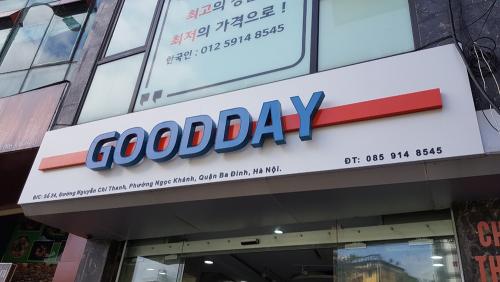 최고의
최저의 가격으로!
한국인 : 012 5914 8545
GOODDAY
ĐT: 085 914 8545
Đ/C: Số 24, Đường Nguyễn Chí Thanh, Phường Ngọc Khánh, Quận Ba Đình, Hà Nội.